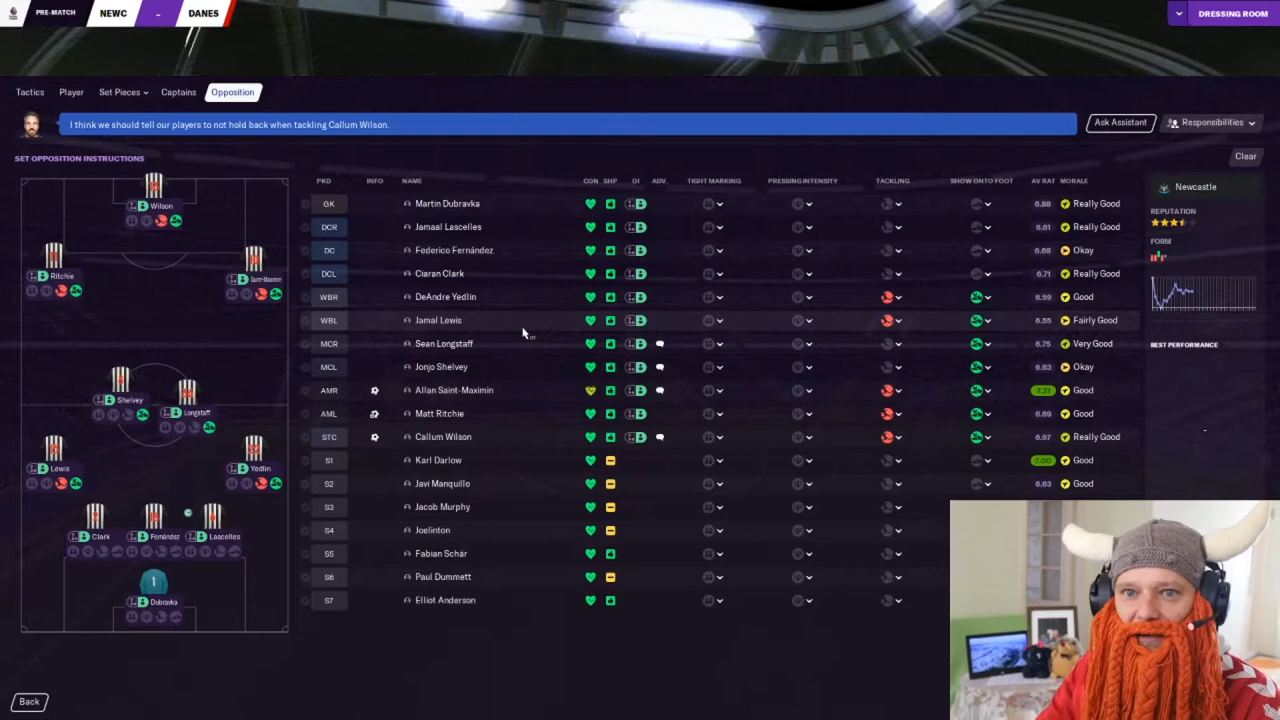 PRE-MATCH NEWC - DANES DRESSING ROOM
Tactics Player Set Pieces Captains Opposition
I think we should tell our players to not hold back when tackling Callum Wilson. Ask Assistant Responsibilities
SET OPPOSITION INSTRUCTIONS Clear
PKD INFO NAME CON SHP OI ADV. TIGHT MARKING PRESSING INTENSITY TACKLING SHOW ONTO FOOT AV RAT MORALE
GK Martin Dubravka 6.88 Really Good
DCR Jamaal Lascelles 6.61 Really Good
DC Federico Fernández 6.68 Okay
DCL Ciaran Clark 6.71 Really Good
WBR DeAndre Yedlin 6.59 Good
WBL Jamal Lewis 6.55 Fairly Good
MCR Sean Longstaff 6.75 Very Good
MCL Jonjo Shelvey 6.63 Okay
AMR Allan Saint-Maximin 7.21 Good
AML Matt Ritchie 6.69 Good
STC Callum Wilson 6.97 Really Good
S1 Karl Darlow 7.00 Good
S2 Javi Manquillo 6.63 Good
S3 Jacob Murphy
S4 Joelinton
S5 Fabian Schär
S6 Paul Dummett
S7 Elliot Anderson
Wilson
Ritchie
Saint-Maximin
Shelvey
Longstaff
Lewis Yedlin
Clark Fernández Lascelles
1
Dubravka
Newcastle
REPUTATION
FORM
BEST PERFORMANCE
-
Back